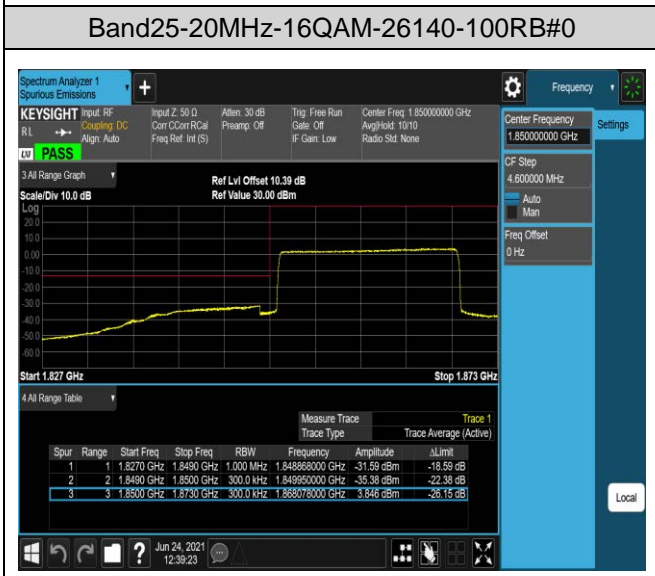 Band25-20MHz-16QAM-26140-100RB#0
Spectrum Analyzer 1
Spurious Emissions
+
Frequency
KEYSIGHT
RL
Input: RF
Coupling: DC
Align: Auto
Input Z: 50 Ω
Corr CCorr RCal
Freq Ref: Int (S)
Atten: 30 dB
Preamp: Off
Trig: Free Run
Gate: Off
IF Gain: Low
Center Freq: 1.850000000 GHz
Avg|Hold: 10/10
Radio Std: None
LXI PASS
Center Frequency
1.850000000 GHz
Settings
CF Step
4.600000 MHz
Auto
Man
Freq Offset
0 Hz
3 All Range Graph
Scale/Div 10.0 dB
Ref Lvl Offset 10.39 dB
Ref Value 30.00 dBm
Log
20.0
10.0
0.00
-10.0
-20.0
-30.0
-40.0
-50.0
-60.0
Start 1.827 GHz Stop 1.873 GHz
4 All Range Table
Measure Trace Trace 1
Trace Type Trace Average (Active)
Spur Range Start Freq Stop Freq RBW Frequency Amplitude ΔLimit
1 1 1.8270 GHz 1.8490 GHz 1.000 MHz 1.848868000 GHz -31.59 dBm -18.59 dB
2 2 1.8490 GHz 1.8500 GHz 300.0 kHz 1.849950000 GHz -35.38 dBm -22.38 dB
3 3 1.8500 GHz 1.8730 GHz 300.0 kHz 1.868078000 GHz 3.846 dBm -26.15 dB
Local
? Jun 24, 2021
12:39:23